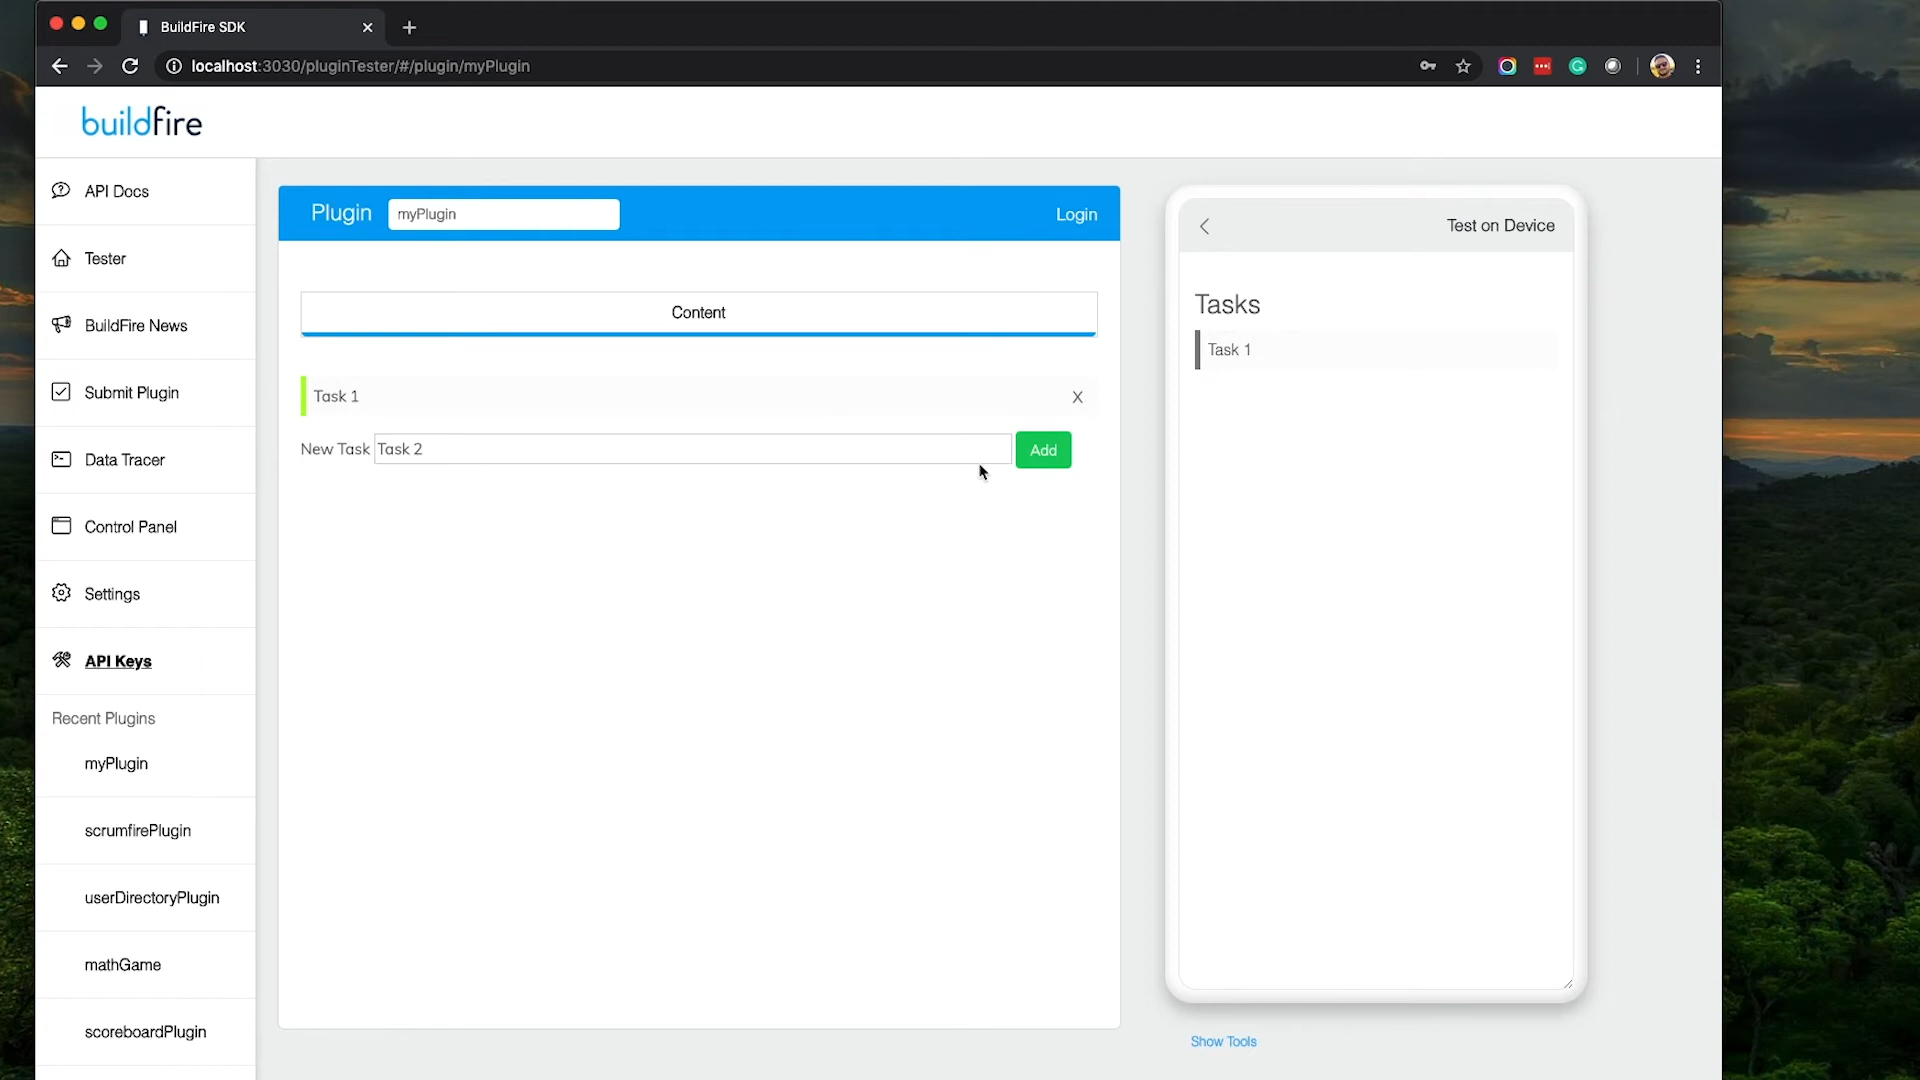 BuildFire SDK
localhost:3030/pluginTester/#/plugin/myPlugin
buildfire
API Docs
Tester
BuildFire News
Submit Plugin
Data Tracer
Control Panel
Settings
API Keys
Recent Plugins
myPlugin
scrumfirePlugin
userDirectoryPlugin
mathGame
scoreboardPlugin
Plugin myPlugin Login
Content
Task 1 X
New Task Task 2 Add
Test on Device
Tasks
Task 1
Show Tools